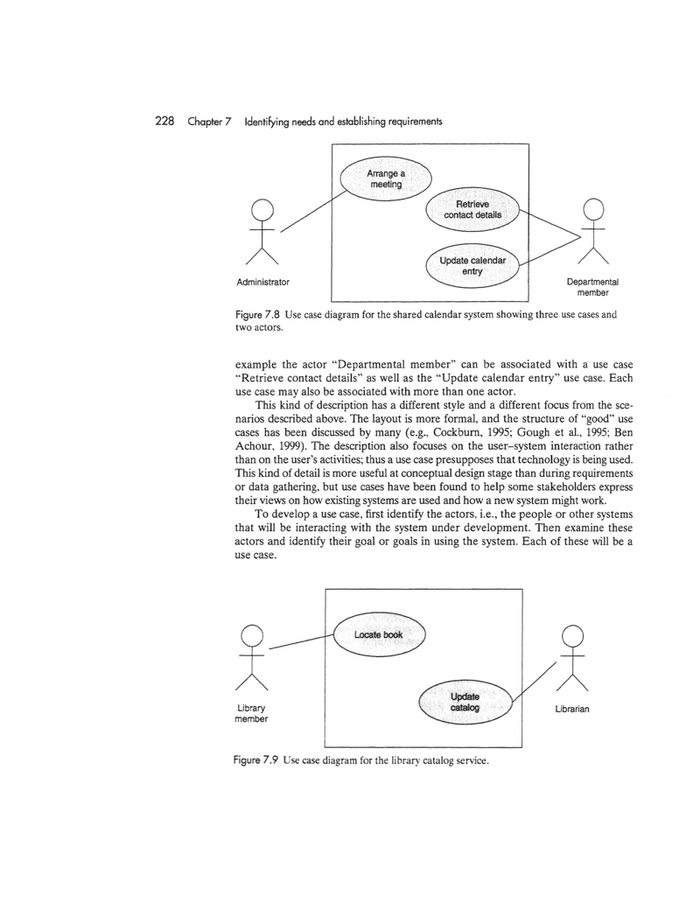 228 Chapter 7 Identifying needs and establishing requirements
Arrange a
meeting
Retrieve
contact details
Update calendar
entry
Administrator
Departmental
member
Figure 7.8 Use case diagram for the shared calendar system showing three use cases and
two actors.
example the actor “Departmental member” can be associated with a use case
“Retrieve contact details” as well as the “Update calendar entry” use case. Each
use case may also be associated with more than one actor.
This kind of description has a different style and a different focus from the sce-
narios described above. The layout is more formal, and the structure of “good” use
cases has been discussed by many (e.g., Cockburn, 1995; Gough et al., 1995; Ben
Achour, 1999). The description also focuses on the user–system interaction rather
than on the user's activities; thus a use case presupposes that technology is being used.
This kind of detail is more useful at conceptual design stage than during requirements
or data gathering, but use cases have been found to help some stakeholders express
their views on how existing systems are used and how a new system might work.
To develop a use case, first identify the actors, i.e., the people or other systems
that will be interacting with the system under development. Then examine these
actors and identify their goal or goals in using the system. Each of these will be a
use case.
Locate book
Update
catalog
Library
member
Librarian
Figure 7.9 Use case diagram for the library catalog service.